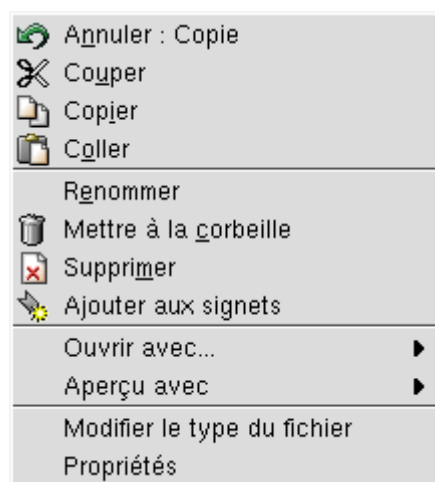 Annuler : Copie
Couper
Copier
Coller
Renommer
Mettre à la corbeille
Supprimer
Ajouter aux signets
Ouvrir avec...
Aperçu avec
Modifier le type du fichier
Propriétés